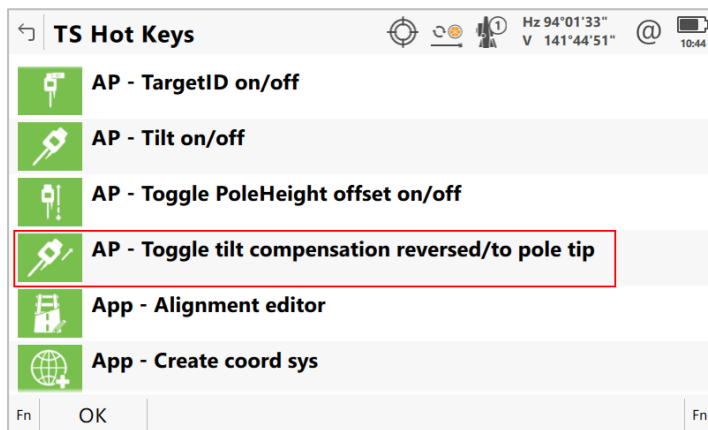 TS Hot Keys
1
Hz 94°01'33"
V 141°44'51"
@
10:44
AP - TargetID on/off
AP - Tilt on/off
AP - Toggle PoleHeight offset on/off
AP - Toggle tilt compensation reversed/to pole tip
App - Alignment editor
App - Create coord sys
Fn OK Fn